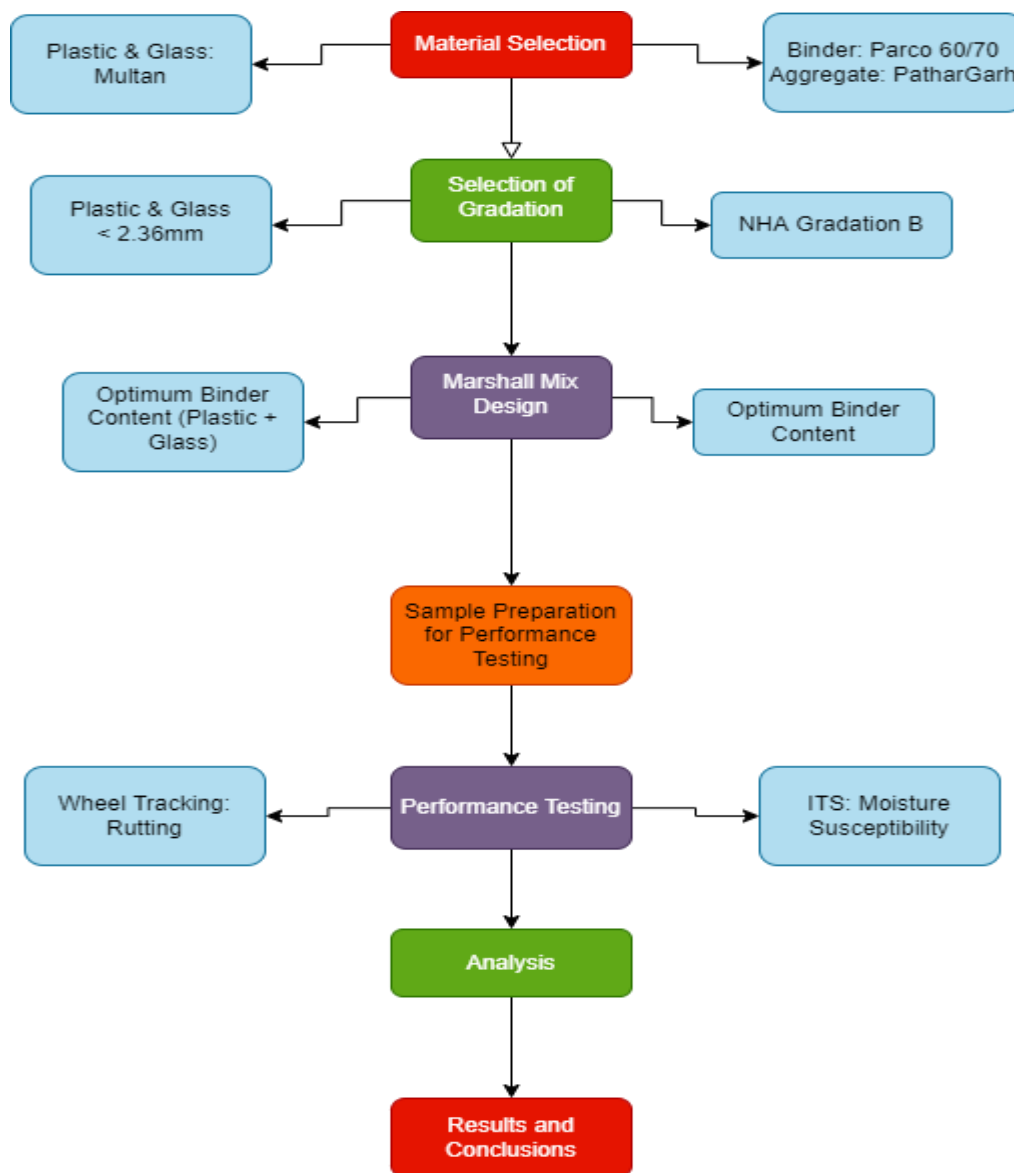 Plastic & Glass:
Multan
Material Selection
Binder: Parco 60/70
Aggregate: PatharGarh
Plastic & Glass
< 2.36mm
Selection of
Gradation
NHA Gradation B
Optimum Binder
Content (Plastic +
Glass)
Marshall Mix
Design
Optimum Binder
Content
Sample Preparation
for Performance
Testing
Wheel Tracking:
Rutting
Performance Testing
ITS: Moisture
Susceptibility
Analysis
Results and
Conclusions